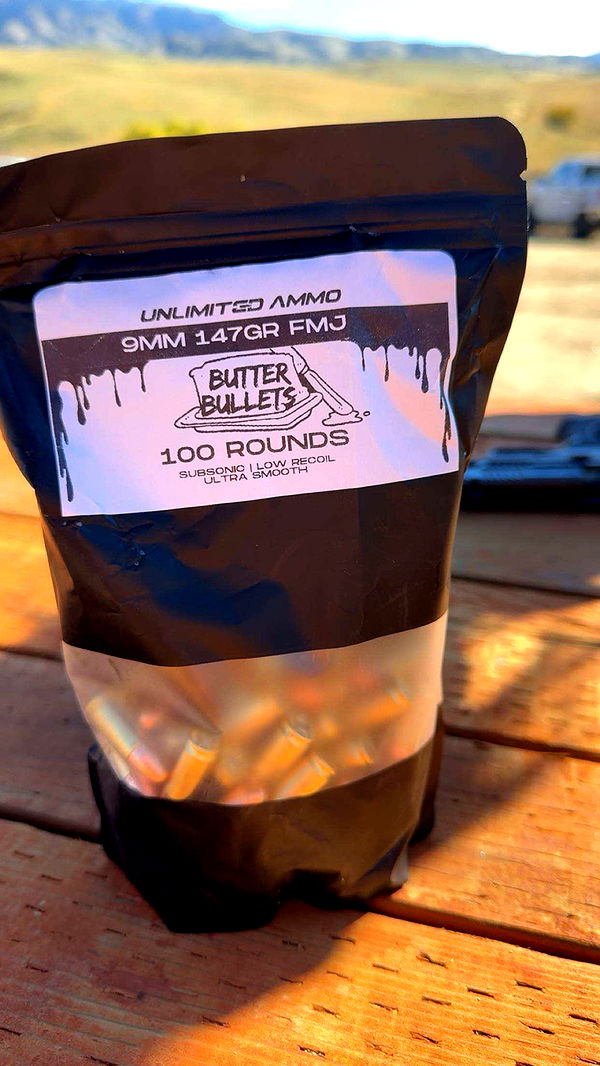 UNLIMITED AMMO
9MM 147GR FMJ
BUTTER
BULLETS
100 ROUNDS
SUBSONIC | LOW RECOIL
ULTRA SMOOTH